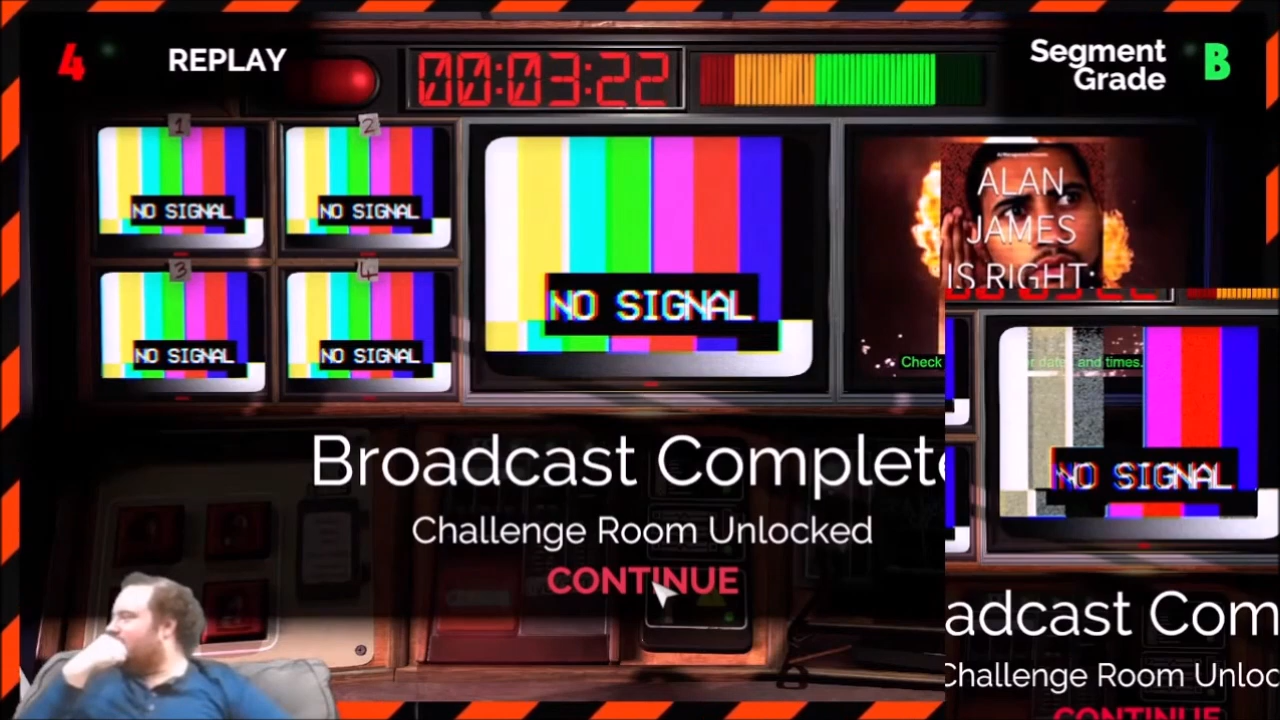 4
REPLAY
00:03:22
Segment
Grade
B
1
2
NO SIGNAL
NO SIGNAL
3
4
NO SIGNAL
NO SIGNAL
NO SIGNAL
ALAN
JAMES
IS RIGHT:
Check
and times.
NO SIGNAL
Broadcast Complete
Challenge Room Unlocked
CONTINUE
adcast Com
Challenge Room Unloc
CONTINUE